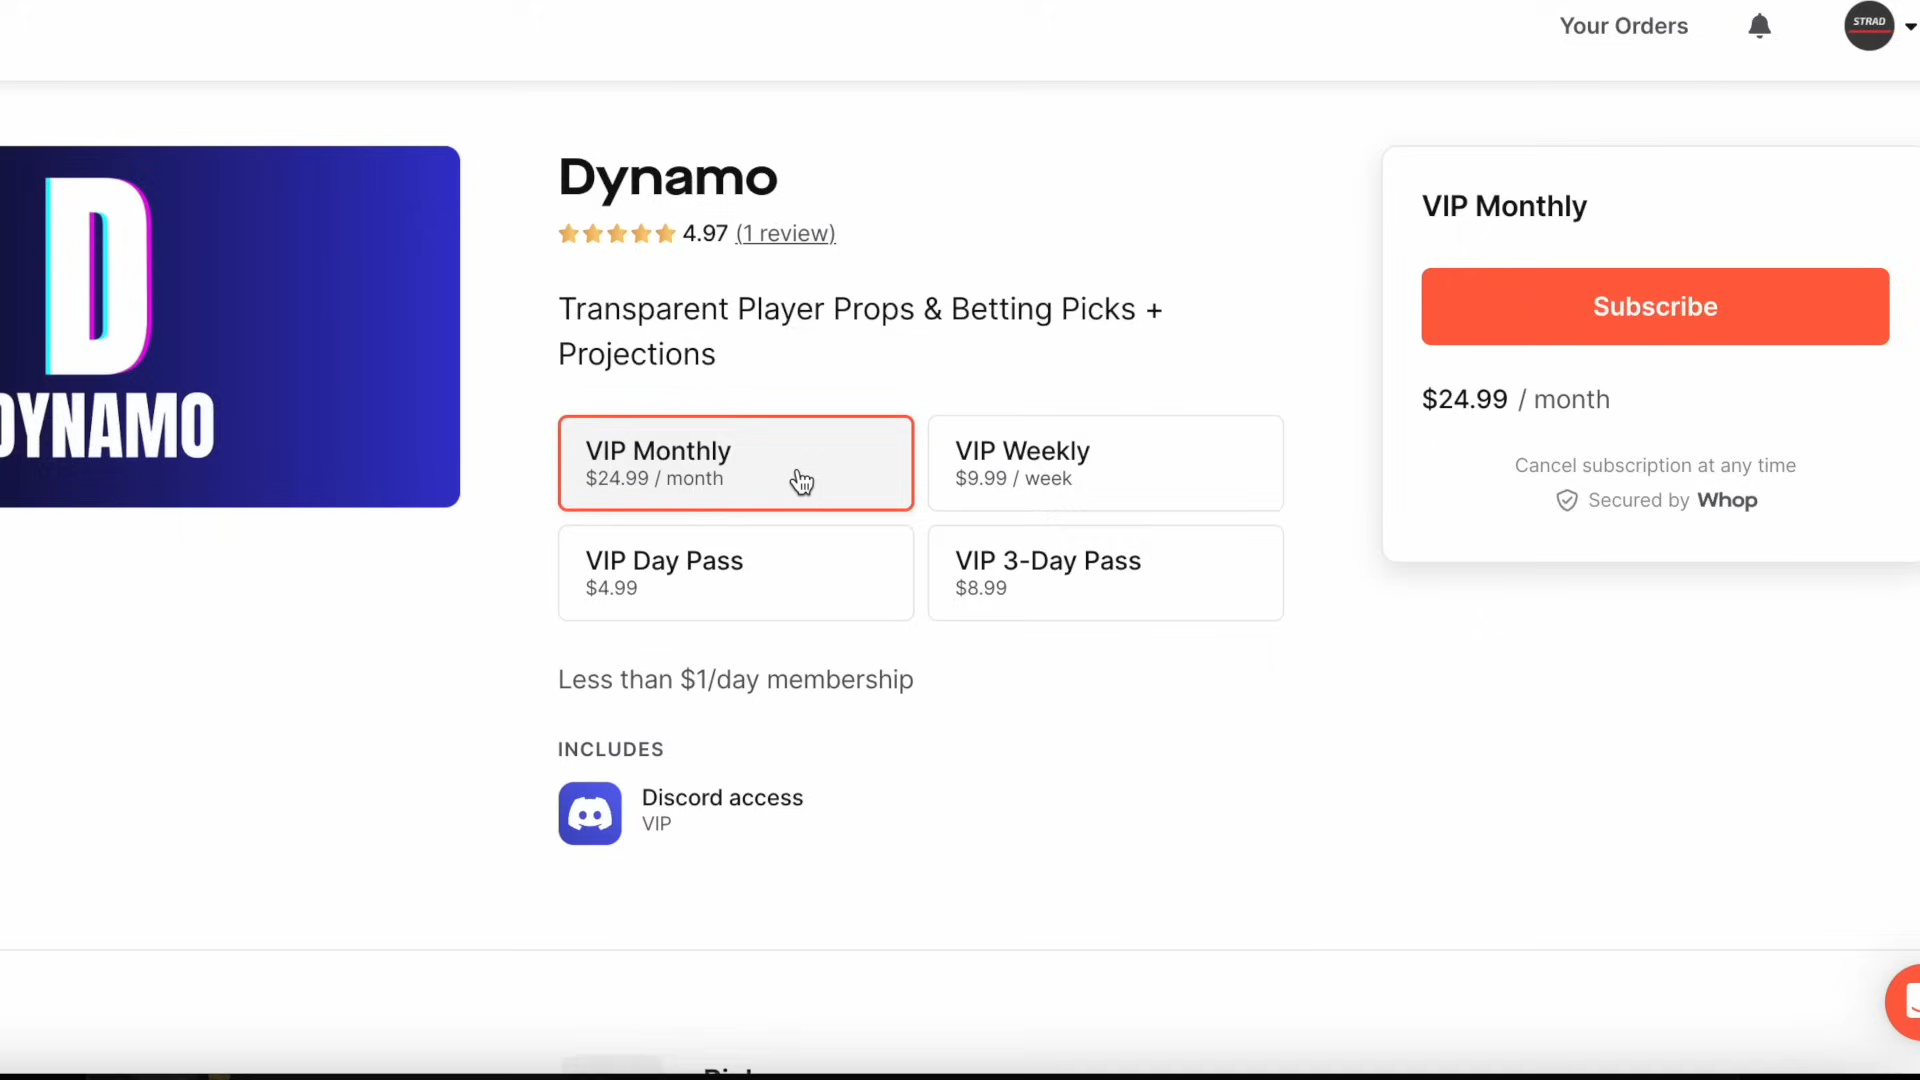 Your Orders
STRAD
D
DYNAMO
Dynamo
4.97 (1 review)
Transparent Player Props & Betting Picks +
Projections
VIP Monthly
$24.99 / month
VIP Weekly
$9.99 / week
VIP Day Pass
$4.99
VIP 3-Day Pass
$8.99
Less than $1/day membership
INCLUDES
Discord access
VIP
VIP Monthly
Subscribe
$24.99 / month
Cancel subscription at any time
Secured by Whop